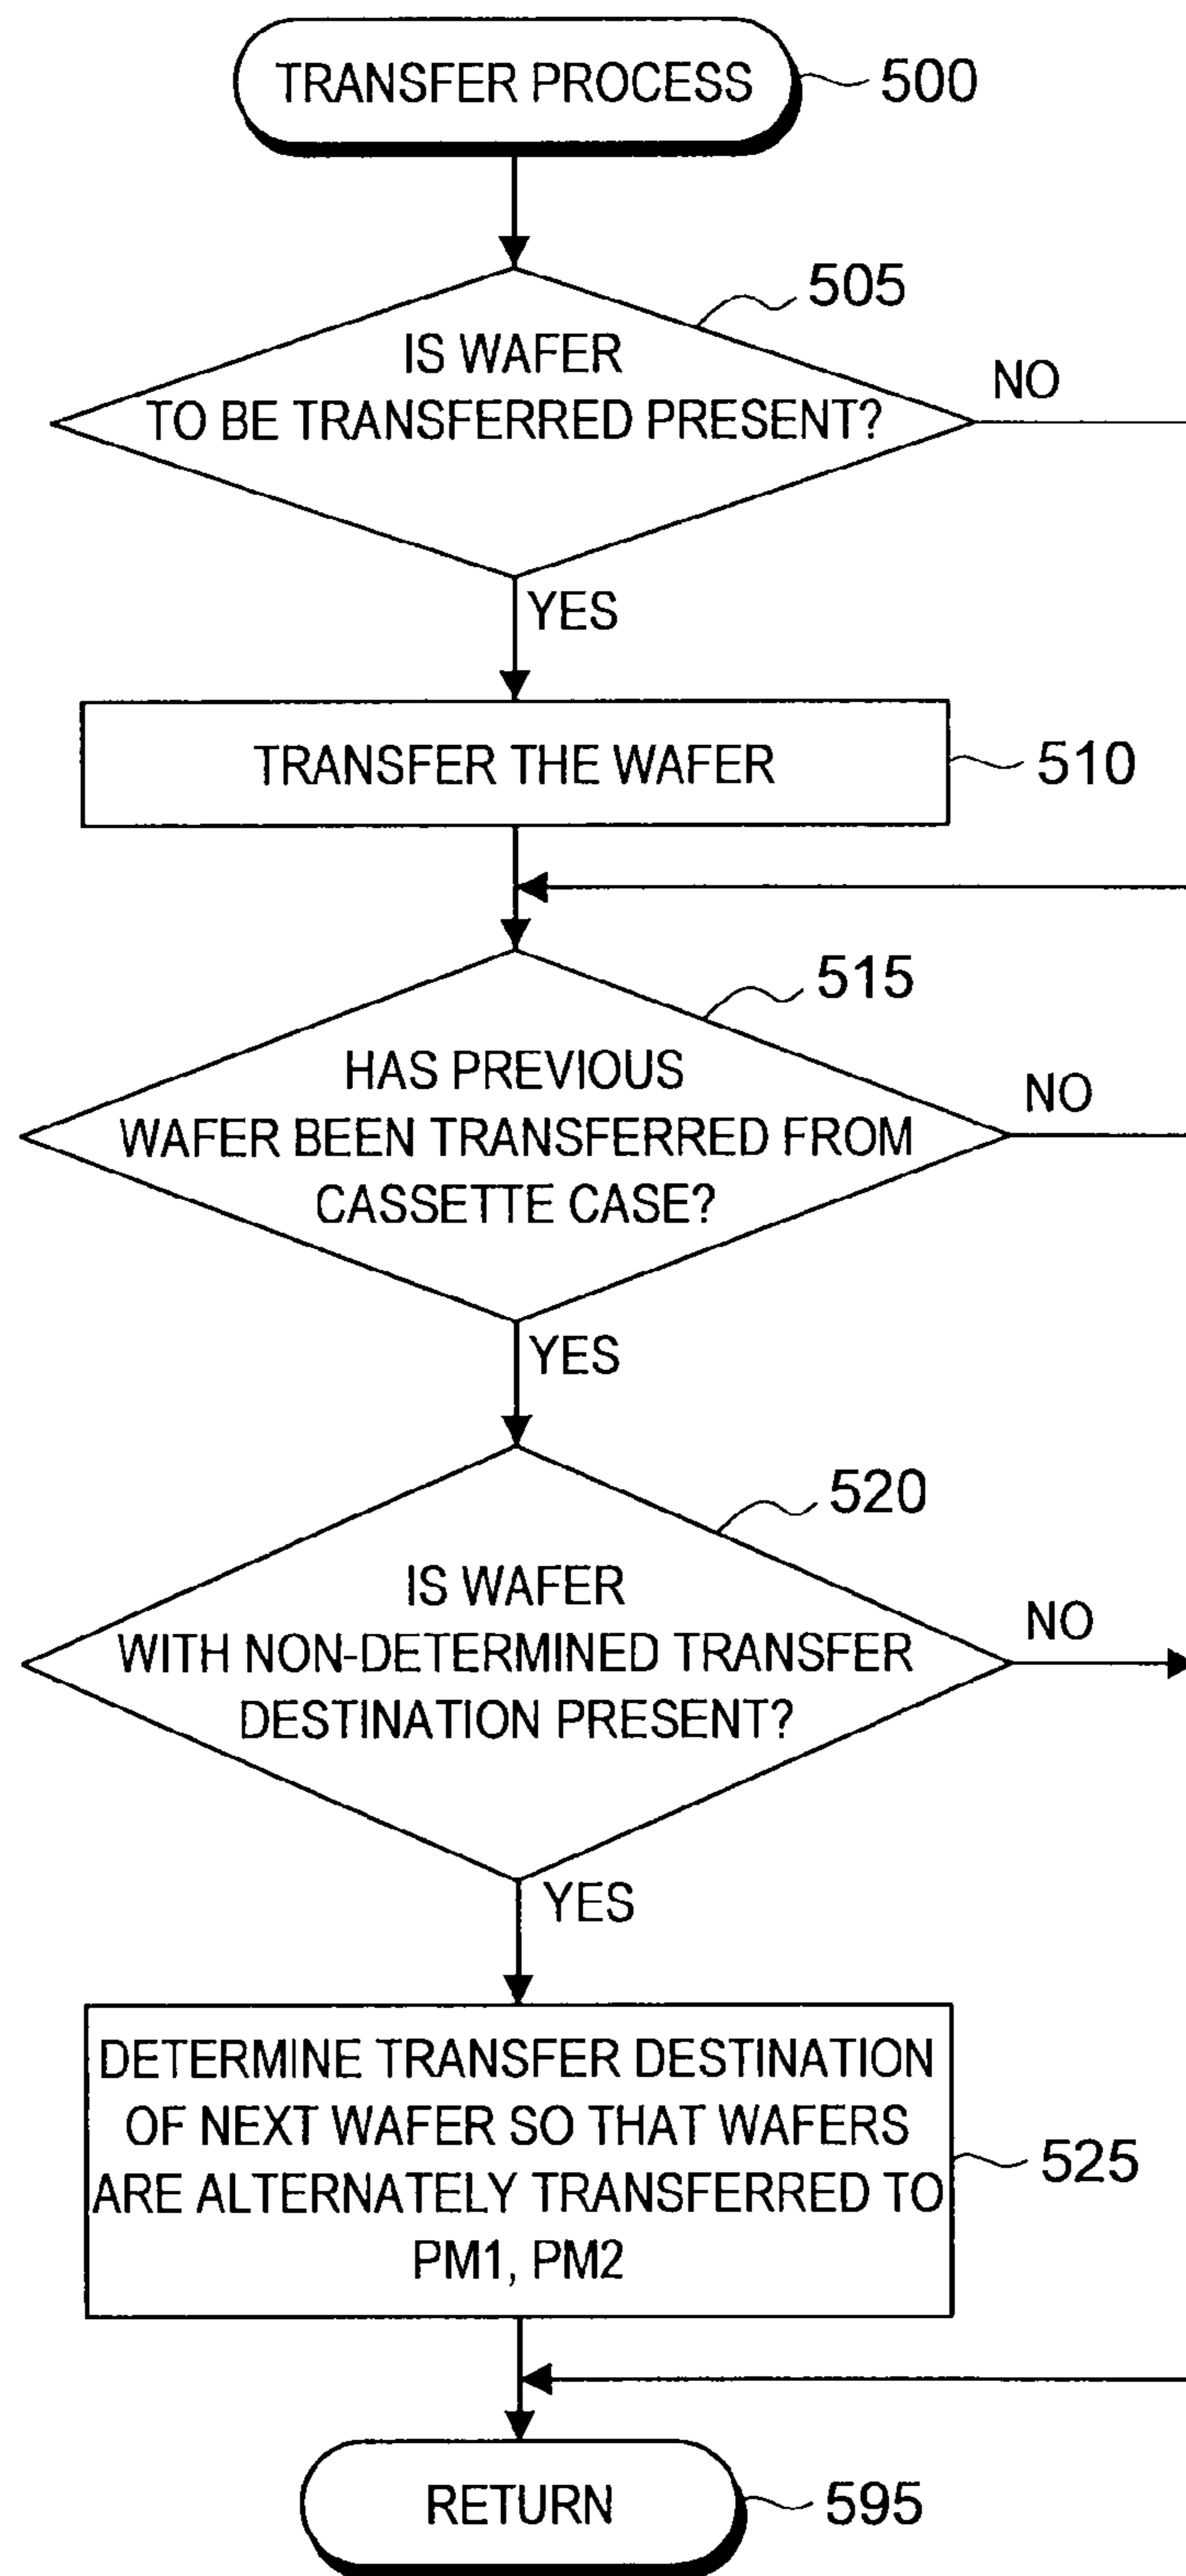 TRANSFER PROCESS
500
505
IS WAFER
TO BE TRANSFERRED PRESENT?
NO
YES
TRANSFER THE WAFER
510
515
HAS PREVIOUS
WAFER BEEN TRANSFERRED FROM
CASSETTE CASE?
NO
YES
520
IS WAFER
WITH NON-DETERMINED TRANSFER
DESTINATION PRESENT?
NO
YES
DETERMINE TRANSFER DESTINATION
OF NEXT WAFER SO THAT WAFERS
ARE ALTERNATELY TRANSFERRED TO
PM1, PM2
525
RETURN
595